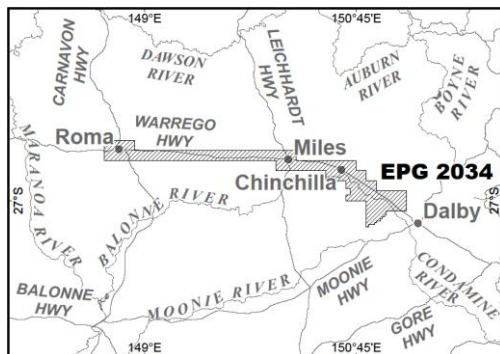 149°E
150°45'E
CARNAVON
HWY
DAWSON
RIVER
LEICHHARDT
HWY
AUBURN
RIVER
BOYNE
RIVER
WARREGO
HWY
Roma
Miles
Chinchilla
EPG 2034
Dalby
MARANOA RIVER
27°S
27°S
BALONNE RIVER
BALONNE
HWY
MOONIE RIVER
MOONIE
HWY
CONDAMINE
RIVER
GORE HWY
149°E
150°45'E